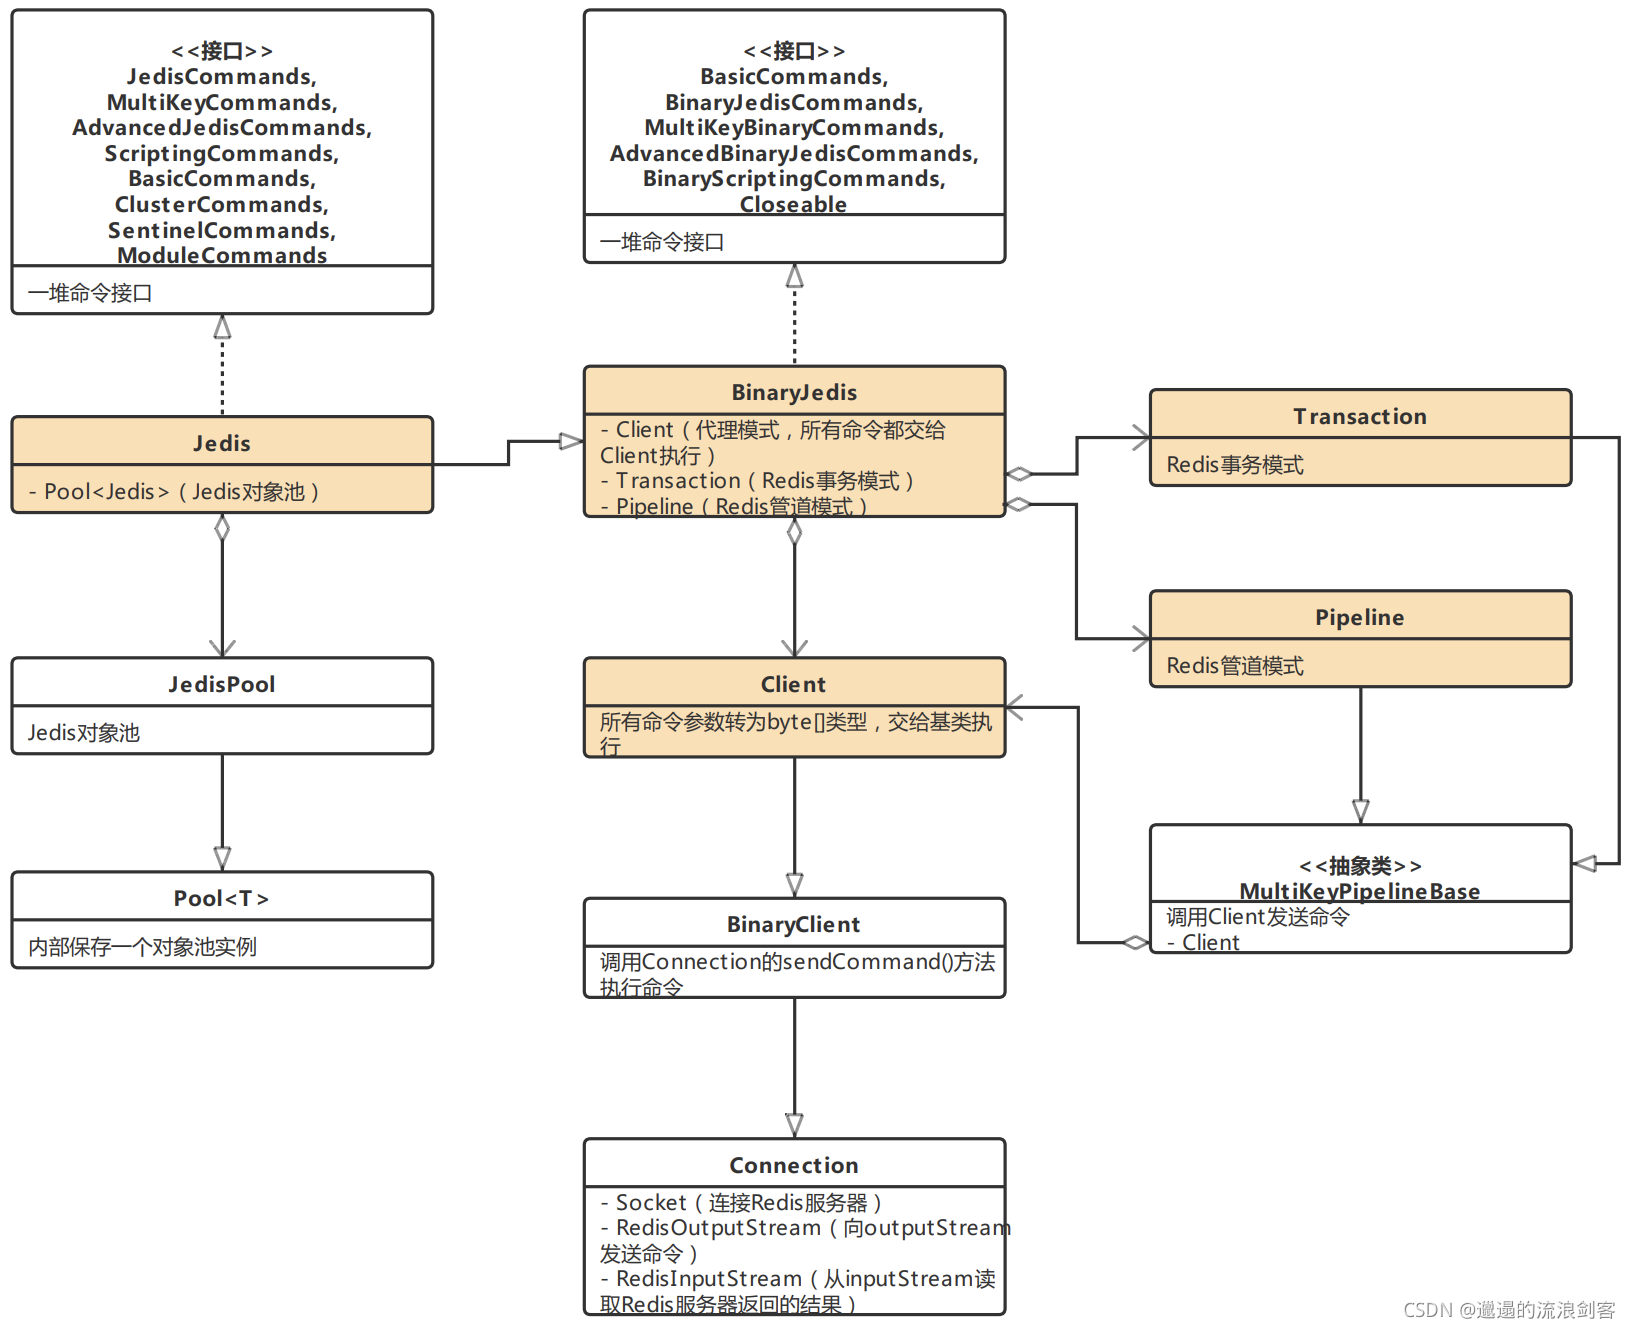 <<接口>>
JedisCommands,
MultiKeyCommands,
AdvancedJedisCommands,
ScriptingCommands,
BasicCommands,
ClusterCommands,
SentinelCommands,
ModuleCommands
一堆命令接口
<<接口>>
BasicCommands,
BinaryJedisCommands,
MultiKeyBinaryCommands,
AdvancedBinaryJedisCommands,
BinaryScriptingCommands,
Closeable
一堆命令接口
Jedis
- Pool<Jedis>（Jedis对象池）
BinaryJedis
- Client（代理模式，所有命令都交给
Client执行）
- Transaction（Redis事务模式）
- Pipeline（Redis管道模式）
Transaction
Redis事务模式
Pipeline
Redis管道模式
JedisPool
Jedis对象池
Client
所有命令参数转为byte[]类型，交给基类执
行
<<抽象类>>
MultiKeyPipelineBase
调用Client发送命令
- Client
Pool<T>
内部保存一个对象池实例
BinaryClient
调用Connection的sendCommand()方法
执行命令
Connection
- Socket（连接Redis服务器）
- RedisOutputStream（向outputStream
发送命令）
- RedisInputStream（从inputStream读
取Redis服务器返回的结果）
CSDN @邋遢的流浪剑客